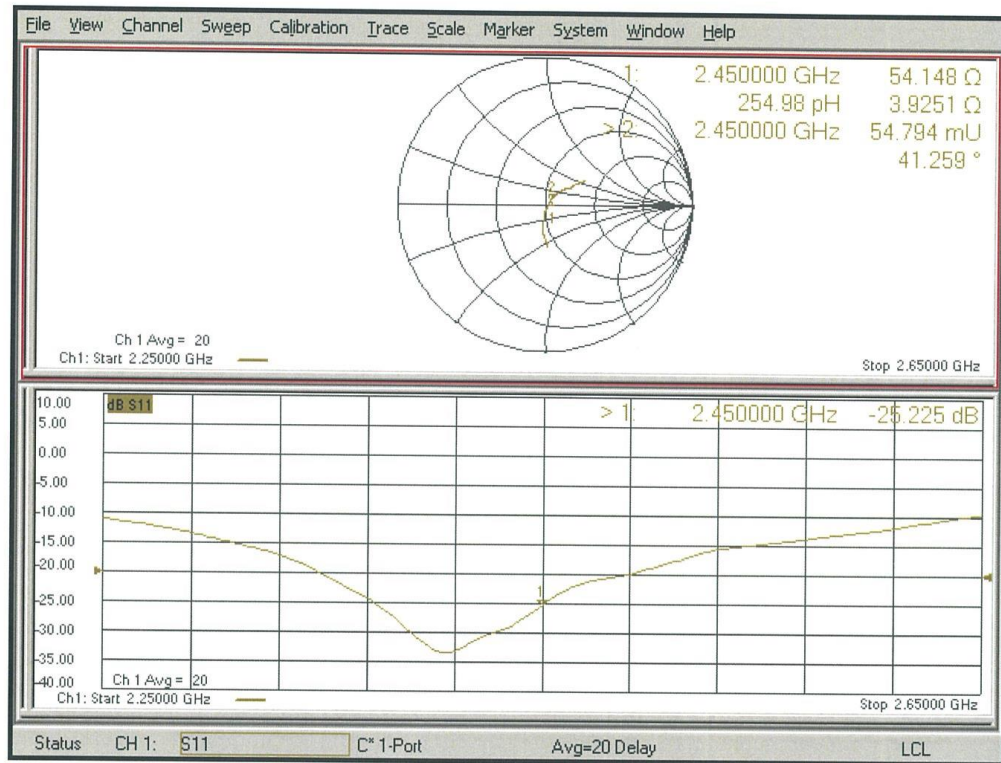 File View Channel Sweep Calibration Trace Scale Marker System Window Help
1: 2.450000 GHz 54.148 Ω
254.98 pH 3.9251 Ω
> 2: 2.450000 GHz 54.794 mU
41.259 °
Ch 1 Avg = 20
Ch1: Start 2.25000 GHz
Stop 2.65000 GHz
dB S11
> 1: 2.450000 GHz -25.225 dB
10.00
5.00
0.00
-5.00
-10.00
-15.00
-20.00
-25.00
-30.00
-35.00
-40.00
1
Ch 1 Avg = 20
Ch1: Start 2.25000 GHz
Stop 2.65000 GHz
Status CH 1: S11 C* 1-Port Avg=20 Delay LCL